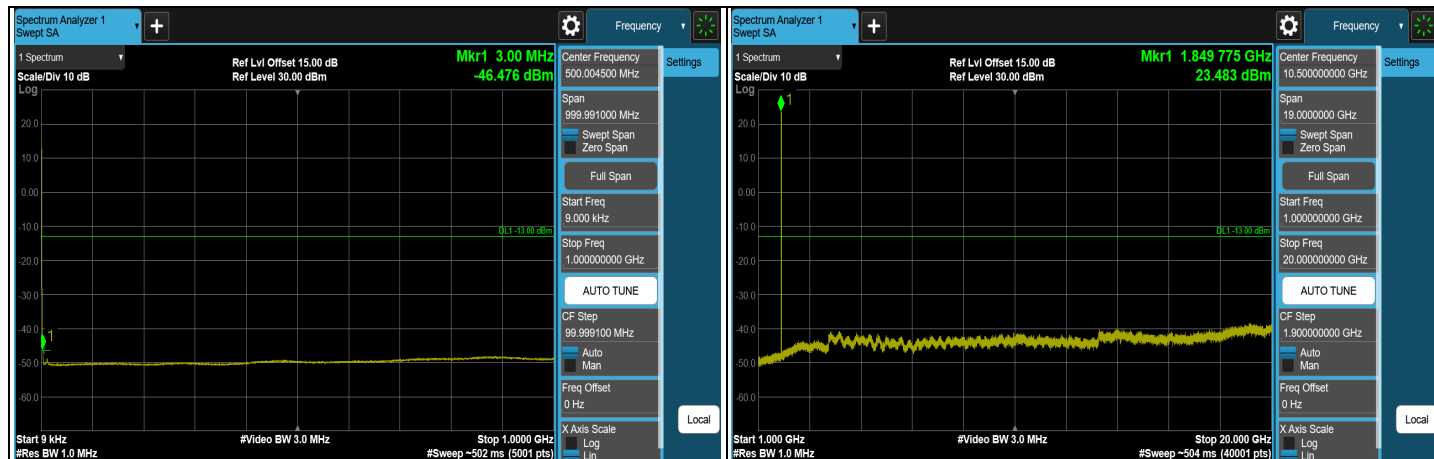 Spectrum Analyzer 1
Swept SA
+
Frequency
1 Spectrum
Scale/Div 10 dB
Log
Ref Lvl Offset 15.00 dB
Ref Level 30.00 dBm
Mkr1 3.00 MHz
-46.476 dBm
1
20.0
10.0
0.00
-10.0
-20.0
-30.0
-40.0
-50.0
-60.0
DL1 -13.00 dBm
Start 9 kHz
#Res BW 1.0 MHz
#Video BW 3.0 MHz
Stop 1.0000 GHz
#Sweep ~502 ms (5001 pts)
Center Frequency
500.004500 MHz
Settings
Span
999.991000 MHz
Swept Span
Zero Span
Full Span
Start Freq
9.000 kHz
Stop Freq
1.000000000 GHz
AUTO TUNE
CF Step
99.999100 MHz
Auto
Man
Freq Offset
0 Hz
X Axis Scale
Log
Lin
Local
Spectrum Analyzer 1
Swept SA
+
Frequency
1 Spectrum
Scale/Div 10 dB
Log
Ref Lvl Offset 15.00 dB
Ref Level 30.00 dBm
Mkr1 1.849 775 GHz
23.483 dBm
1
20.0
10.0
0.00
-10.0
-20.0
-30.0
-40.0
-50.0
-60.0
DL1 -13.00 dBm
Start 1.000 GHz
#Res BW 1.0 MHz
#Video BW 3.0 MHz
Stop 20.000 GHz
#Sweep ~504 ms (40001 pts)
Center Frequency
10.500000000 GHz
Settings
Span
19.0000000 GHz
Swept Span
Zero Span
Full Span
Start Freq
1.000000000 GHz
Stop Freq
20.000000000 GHz
AUTO TUNE
CF Step
1.900000000 GHz
Auto
Man
Freq Offset
0 Hz
X Axis Scale
Log
Lin
Local